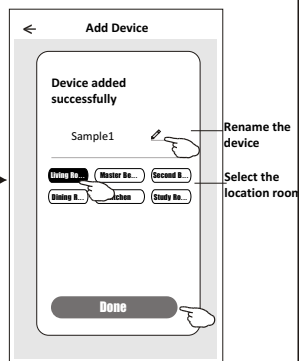 Add Device
Device added
successfully
Sample1
Rename the
device
Living Ro...
Master Be...
Second B...
Select the
location room
Dining R...
Study Ro...
Done